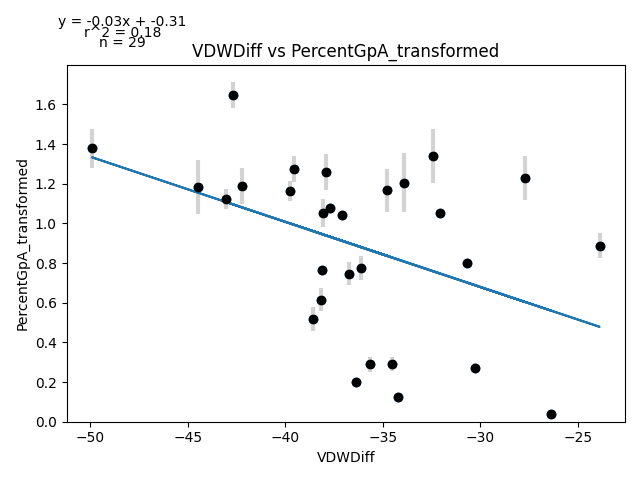 y = -0.03x + -0.31
r^2 = 0.18
n = 29
VDWDiff vs PercentGpA_transformed
PercentGpA_transformed
1.6
1.4
1.2
1.0
0.8
0.6
0.4
0.2
0.0
−50
−45
−40
−35
−30
−25
VDWDiff